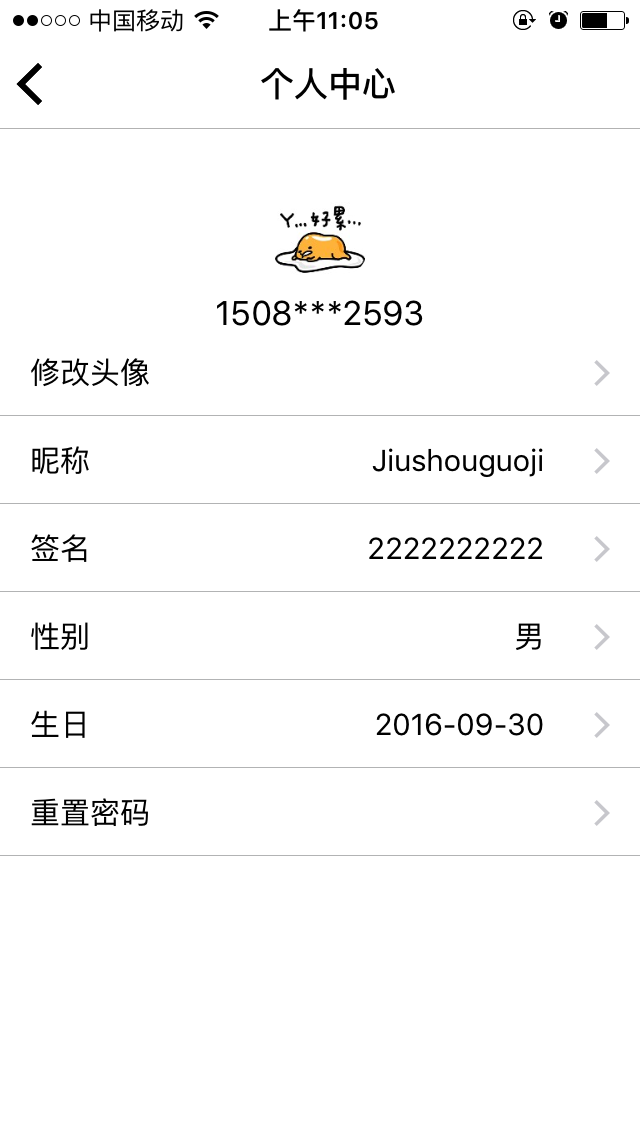 中国移动 上午11:05
个人中心
丫...好累...
1508***2593
修改头像
昵称 Jiushouguoji
签名 2222222222
性别 男
生日 2016-09-30
重置密码